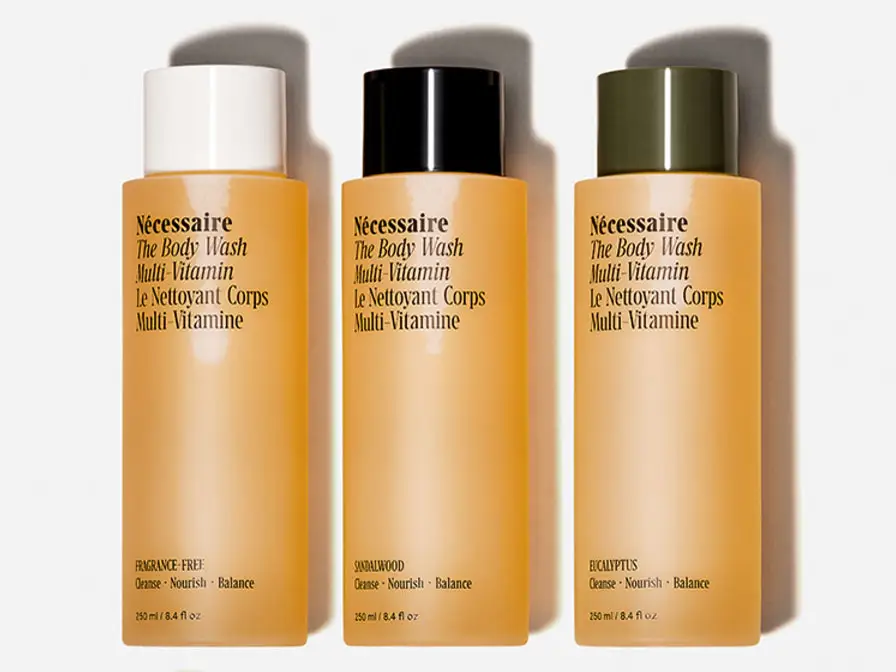 Nécessaire
The Body Wash
Multi-Vitamin
Le Nettoyant Corps
Multi-Vitamine
FRAGRANCE-FREE
Cleanse · Nourish · Balance
250 ml / 8.4 fl oz
Nécessaire
The Body Wash
Multi-Vitamin
Le Nettoyant Corps
Multi-Vitamine
SANDALWOOD
Cleanse · Nourish · Balance
250 ml / 8.4 fl oz
Nécessaire
The Body Wash
Multi-Vitamin
Le Nettoyant Corps
Multi-Vitamine
EUCALYPTUS
Cleanse · Nourish · Balance
250 ml / 8.4 fl oz